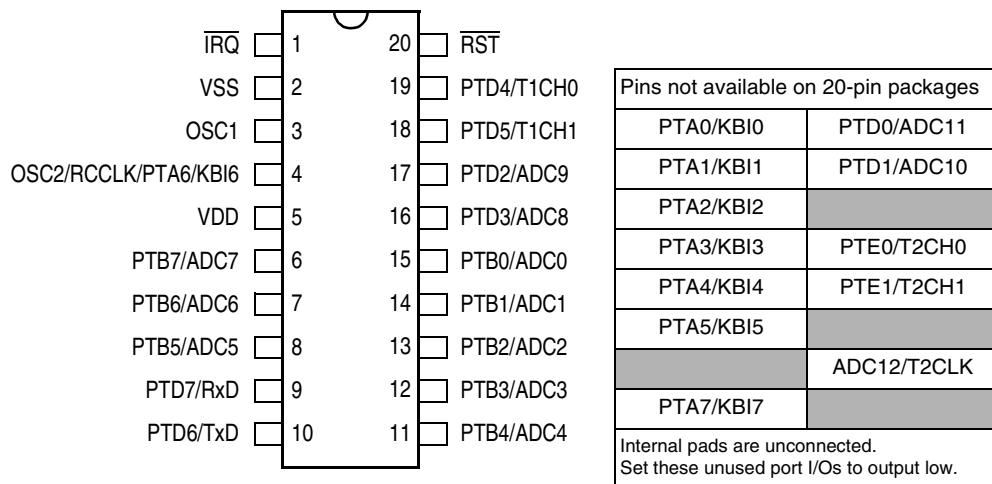 IRQ 1 20 RST
VSS 2 19 PTD4/T1CH0
OSC1 3 18 PTD5/T1CH1
OSC2/RCCLK/PTA6/KBI6 4 17 PTD2/ADC9
VDD 5 16 PTD3/ADC8
PTB7/ADC7 6 15 PTB0/ADC0
PTB6/ADC6 7 14 PTB1/ADC1
PTB5/ADC5 8 13 PTB2/ADC2
PTD7/RxD 9 12 PTB3/ADC3
PTD6/TxD 10 11 PTB4/ADC4
Pins not available on 20-pin packages
PTA0/KBI0 PTD0/ADC11
PTA1/KBI1 PTD1/ADC10
PTA2/KBI2
PTA3/KBI3 PTE0/T2CH0
PTA4/KBI4 PTE1/T2CH1
PTA5/KBI5
ADC12/T2CLK
PTA7/KBI7
Internal pads are unconnected.
Set these unused port I/Os to output low.